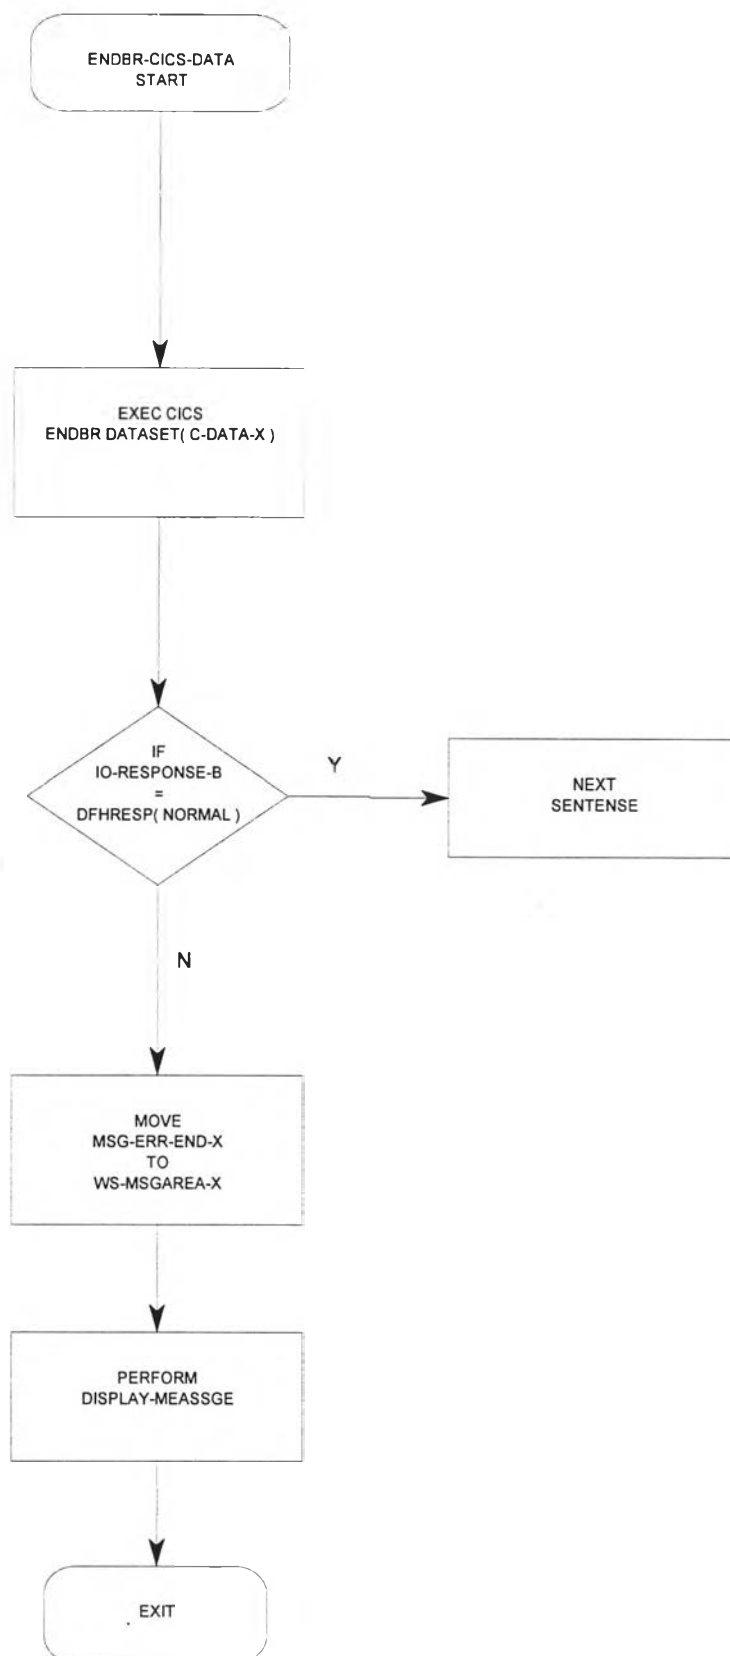 ENDBR-CICS-DATA
START
EXEC CICS
ENDBR DATASET( C-DATA-X )
IF
IO-RESPONSE-B
=
DFHRESP( NORMAL )
Y
NEXT
SENTENSE
N
MOVE
MSG-ERR-END-X
TO
WS-MSGAREA-X
PERFORM
DISPLAY-MEASSGE
EXIT